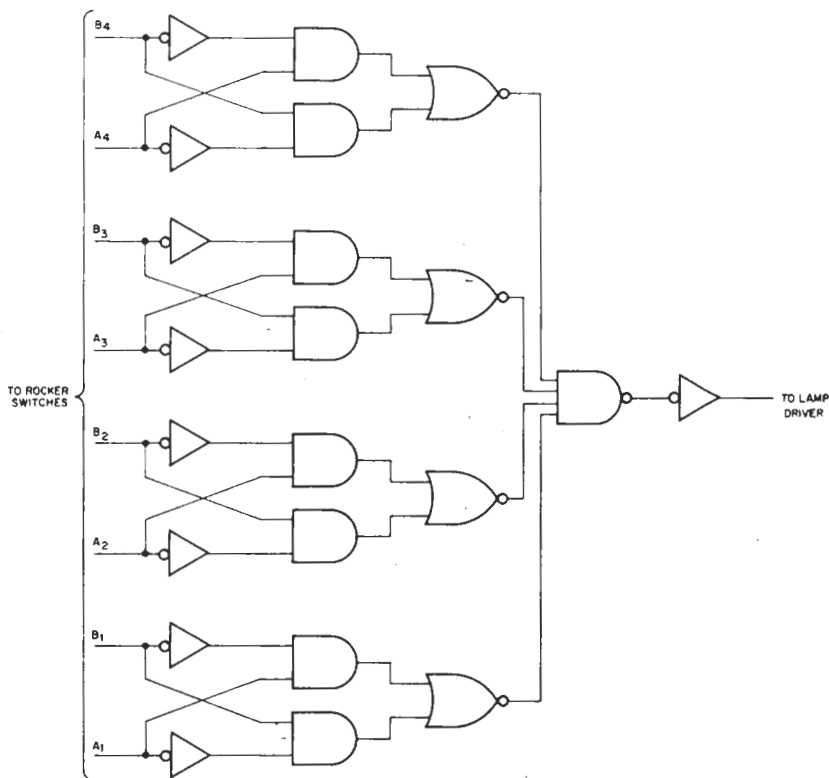 B4
A4
B3
A3
TO ROCKER
SWITCHES
TO LAMP
DRIVER
B2
A2
B1
A1